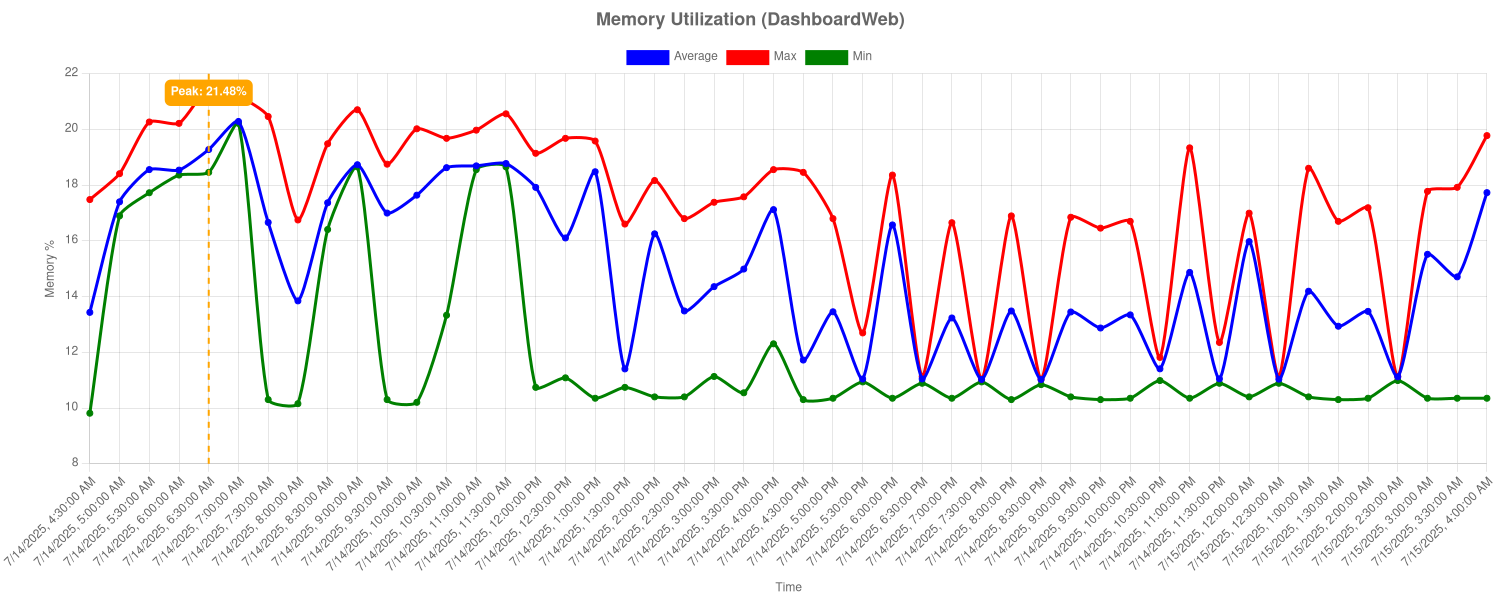 Memory Utilization (DashboardWeb)
Average Max Min
Peak: 21.48%
22
20
18
16
14
12
10
8
Memory %
7/14/2025, 4:30:00 AM
7/14/2025, 5:00:00 AM
7/14/2025, 5:30:00 AM
7/14/2025, 6:00:00 AM
7/14/2025, 6:30:00 AM
7/14/2025, 7:00:00 AM
7/14/2025, 7:30:00 AM
7/14/2025, 8:00:00 AM
7/14/2025, 8:30:00 AM
7/14/2025, 9:00:00 AM
7/14/2025, 9:30:00 AM
7/14/2025, 10:00:00 AM
7/14/2025, 10:30:00 AM
7/14/2025, 11:00:00 AM
7/14/2025, 11:30:00 AM
7/14/2025, 12:00:00 PM
7/14/2025, 12:30:00 PM
7/14/2025, 1:00:00 PM
7/14/2025, 1:30:00 PM
7/14/2025, 2:00:00 PM
7/14/2025, 2:30:00 PM
7/14/2025, 3:00:00 PM
7/14/2025, 3:30:00 PM
7/14/2025, 4:00:00 PM
7/14/2025, 4:30:00 PM
7/14/2025, 5:00:00 PM
7/14/2025, 5:30:00 PM
7/14/2025, 6:00:00 PM
7/14/2025, 6:30:00 PM
7/14/2025, 7:00:00 PM
7/14/2025, 7:30:00 PM
7/14/2025, 8:00:00 PM
7/14/2025, 8:30:00 PM
7/14/2025, 9:00:00 PM
7/14/2025, 9:30:00 PM
7/14/2025, 10:00:00 PM
7/14/2025, 10:30:00 PM
7/14/2025, 11:00:00 PM
7/14/2025, 11:30:00 PM
7/15/2025, 12:00:00 AM
7/15/2025, 12:30:00 AM
7/15/2025, 1:00:00 AM
7/15/2025, 1:30:00 AM
7/15/2025, 2:00:00 AM
7/15/2025, 2:30:00 AM
7/15/2025, 3:00:00 AM
7/15/2025, 3:30:00 AM
7/15/2025, 4:00:00 AM
Time